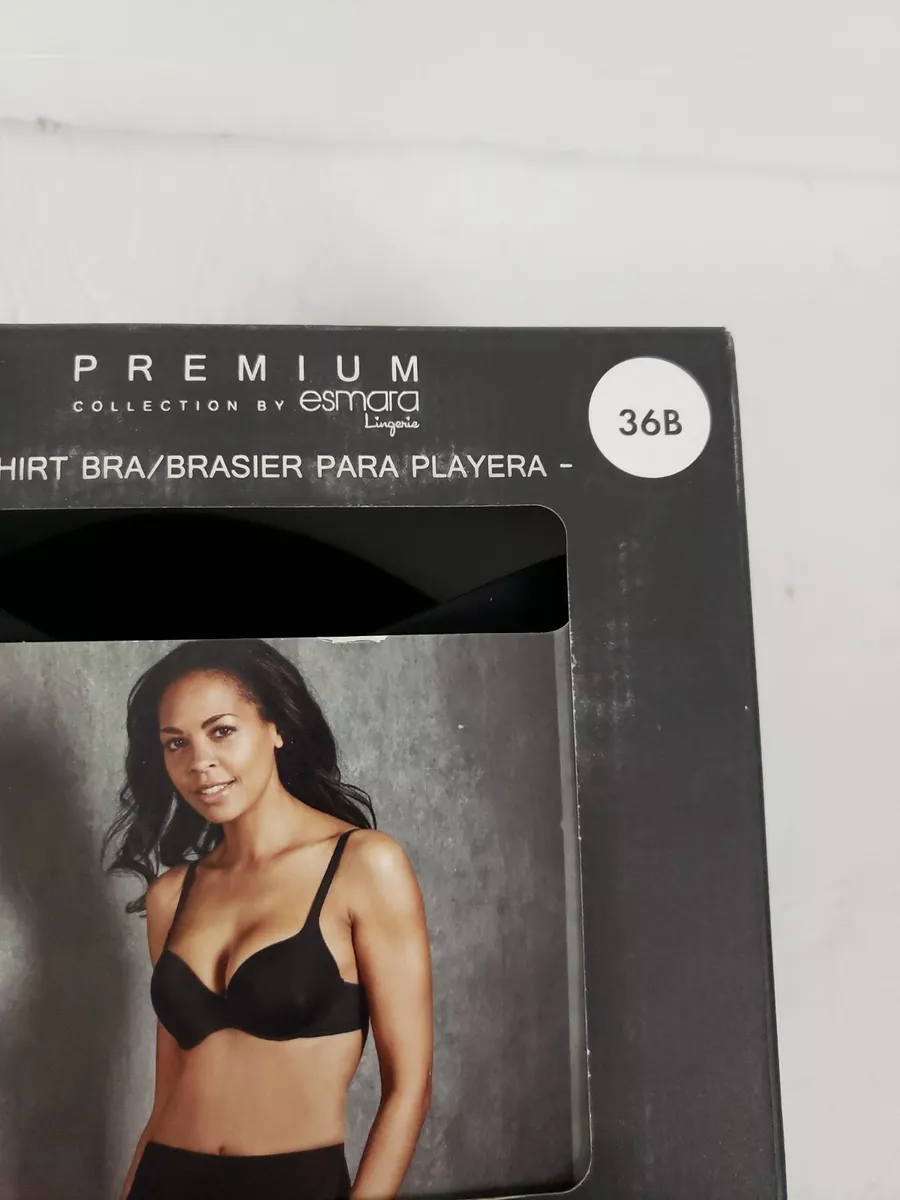 PREMIUM
COLLECTION BY esmara
Lingerie
36B
HIRT BRA/BRASIER PARA PLAYERA -